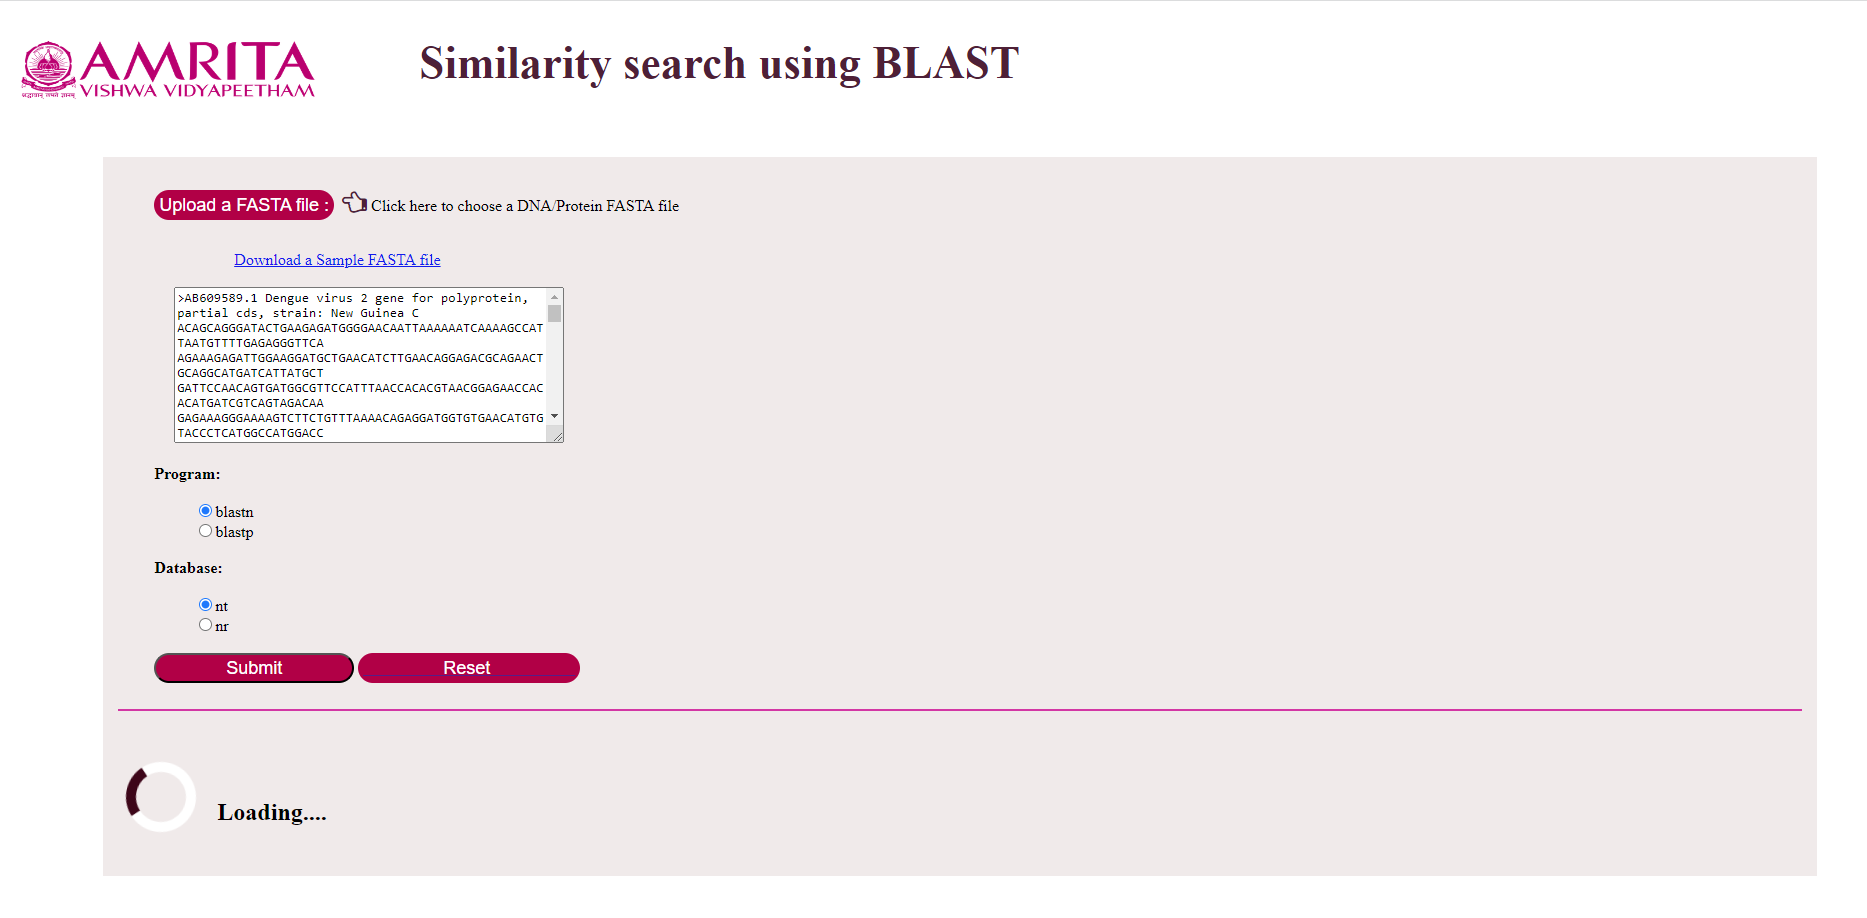 AMRITA
VISHWA VIDYAPEETHAM
Similarity search using BLAST
Upload a FASTA file :
Click here to choose a DNA/Protein FASTA file
Download a Sample FASTA file
>AB609589.1 Dengue virus 2 gene for polyprotein,
partial cds, strain: New Guinea C
ACAGCAGGGATACTGAAGAGATGGGGAACAATTAAAAAATCAAAAGCCAT
TAATGTTTTGAGAGGGTTCA
AGAAAGAGATTGGAAGGATGCTGAACATCTTGAACAGGAGACGCAGAACT
GCAGGCATGATCATTATGCT
GATTCCAACAGTGATGGCGTTCCATTTAACCACACGTAACGGAGAACCAC
ACATGATCGTCAGTAGACAA
GAGAAAGGGAAAAGTCTTCTGTTTAAAACAGAGGATGGTGTGAACATGTG
TACCCTCATGGCCATGGACC
Program:
blastn
blastp
Database:
nt
nr
Submit
Reset
Loading....